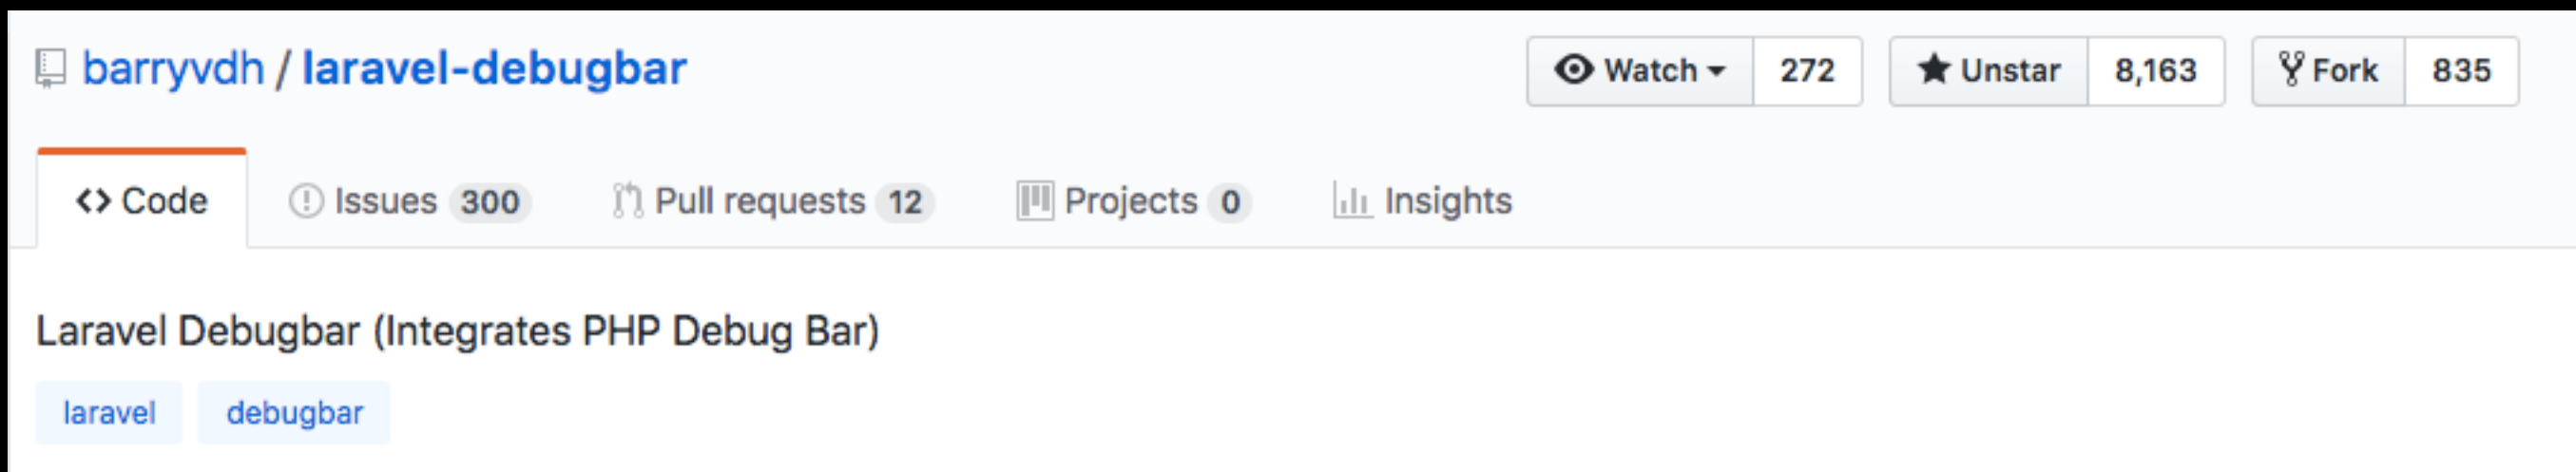 barryvdh / laravel-debugbar Watch 272 Unstar 8,163 Fork 835
Code Issues 300 Pull requests 12 Projects 0 Insights
Laravel Debugbar (Integrates PHP Debug Bar)
laravel debugbar